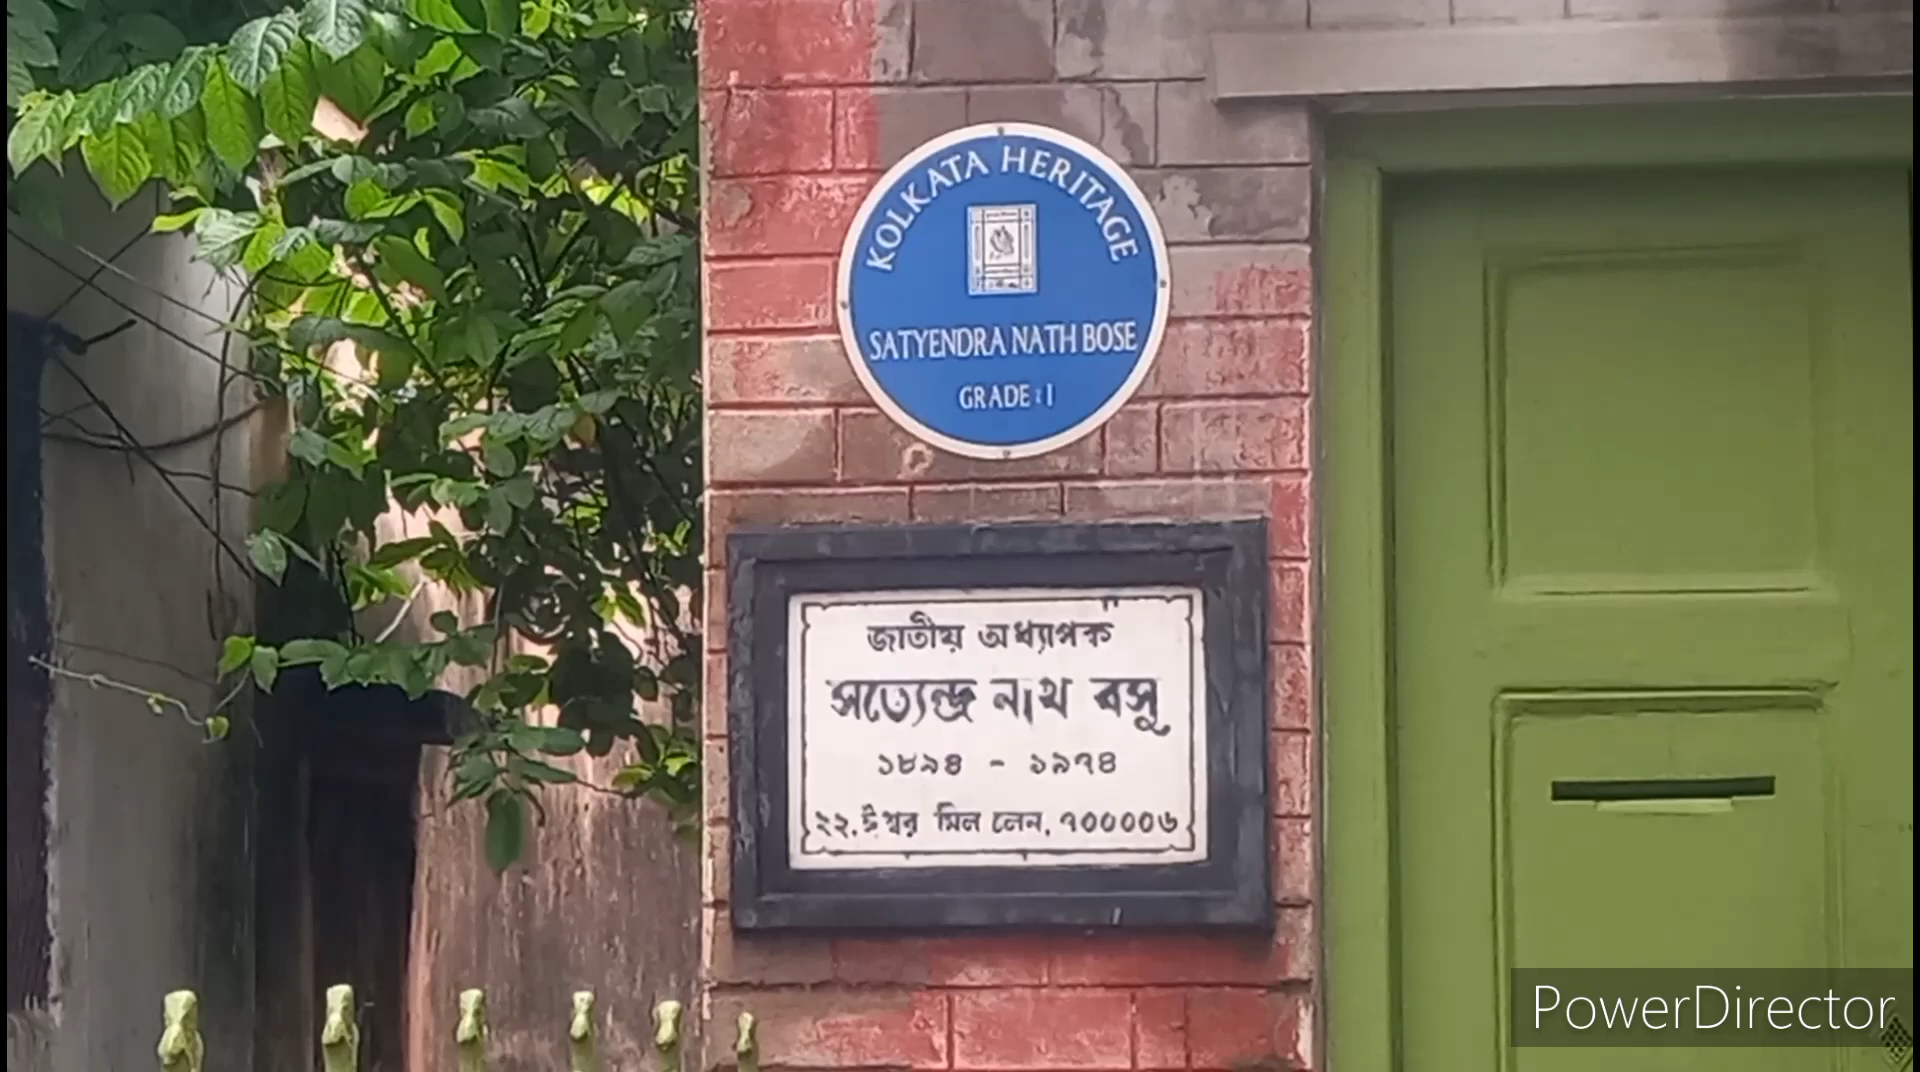 KOLKATA HERITAGE
SATYENDRA NATH BOSE
GRADE : I
জাতীয় অধ্যাপক
সত্যেন্দ্র নাথ বসু
১৮৯৪ - ১৯৭৪
২২, ঈশ্বর মিল লেন, ৭০০০০৬
PowerDirector